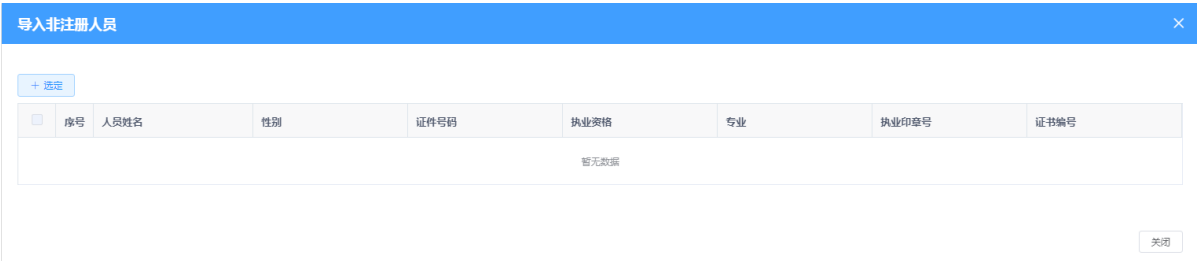 导入非注册人员
+ 选定
序号 人员姓名 性别 证件号码 执业资格 专业 执业印章号 证书编号
暂无数据
关闭